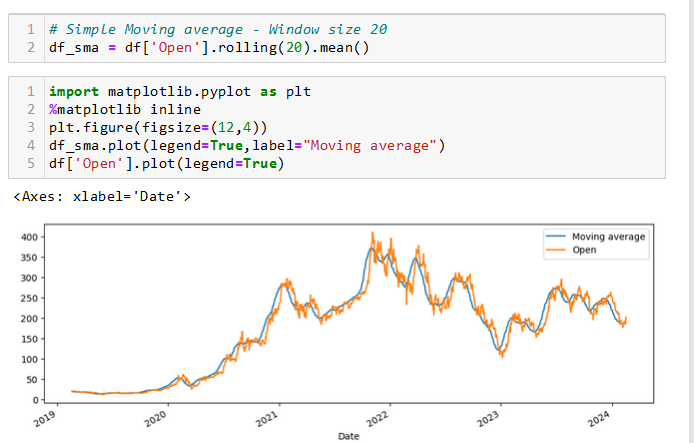 1 # Simple Moving average - Window size 20
2 df_sma = df['Open'].rolling(20).mean()
1 import matplotlib.pyplot as plt
2 %matplotlib inline
3 plt.figure(figsize=(12,4))
4 df_sma.plot(legend=True,label="Moving average")
5 df['Open'].plot(legend=True)
<Axes: xlabel='Date'>
Moving average
Open
400
350
300
250
200
150
100
50
0
2019 2020 2021 2022 2023 2024
Date